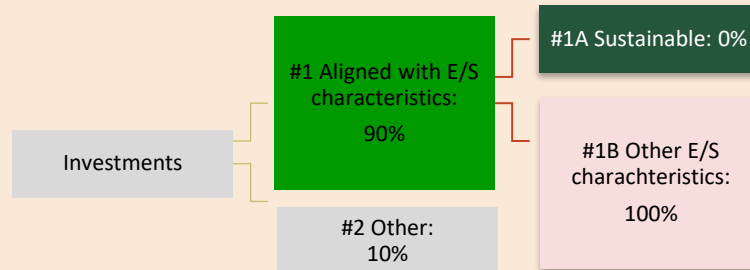 Investments
#1 Aligned with E/S
characteristics:
90%
#2 Other:
10%
#1A Sustainable: 0%
#1B Other E/S
charachteristics:
100%